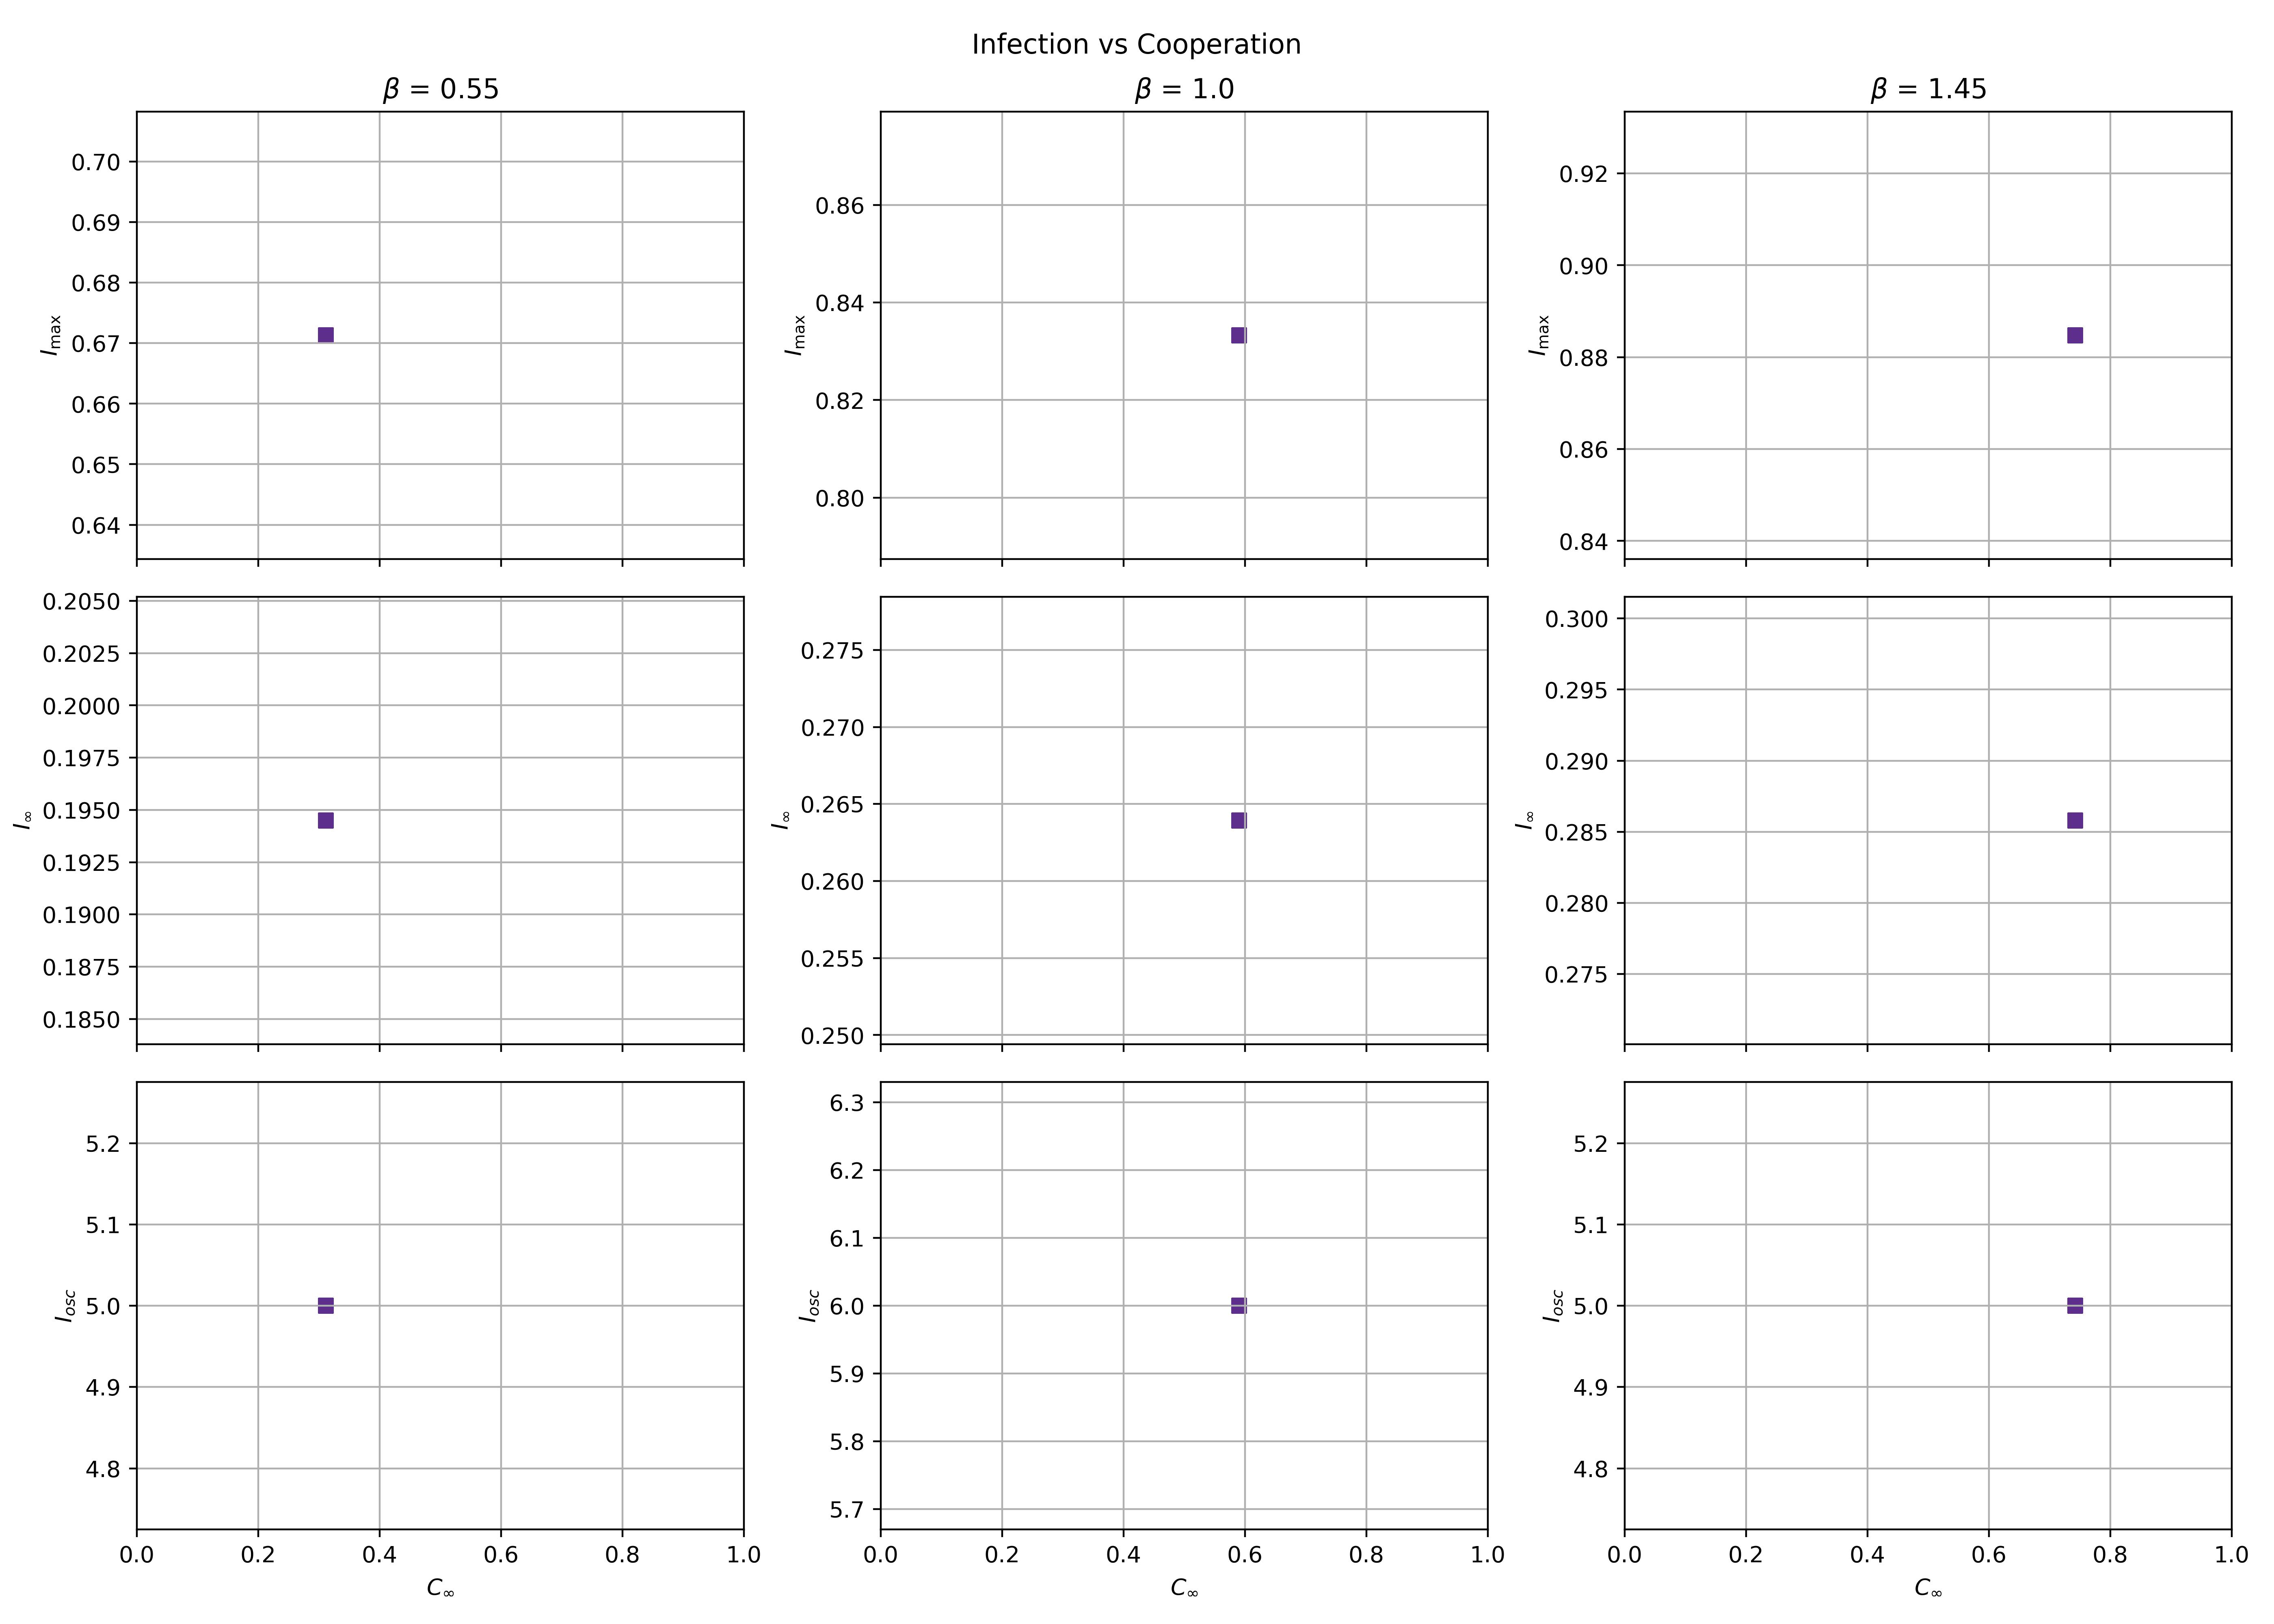 Infection vs Cooperation
β = 0.55
β = 1.0
β = 1.45
0.70
0.69
0.68
0.67
0.66
0.65
0.64
I_max
0.86
0.84
0.82
0.80
I_max
0.92
0.90
0.88
0.86
0.84
I_max
0.2050
0.2025
0.2000
0.1975
0.1950
0.1925
0.1900
0.1875
0.1850
I_∞
0.275
0.270
0.265
0.260
0.255
0.250
I_∞
0.300
0.295
0.290
0.285
0.280
0.275
I_∞
5.2
5.1
5.0
4.9
4.8
I_osc
0.0 0.2 0.4 0.6 0.8 1.0
C_∞
6.3
6.2
6.1
6.0
5.9
5.8
5.7
I_osc
0.0 0.2 0.4 0.6 0.8 1.0
C_∞
5.2
5.1
5.0
4.9
4.8
I_osc
0.0 0.2 0.4 0.6 0.8 1.0
C_∞